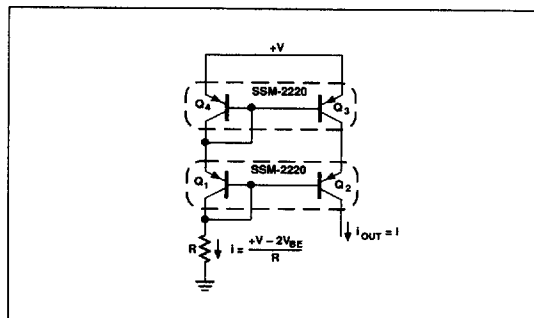 +V
SSM-2220
Q4
Q3
SSM-2220
Q1
Q2
R
i = +V – 2VBE
R
iOUT = i